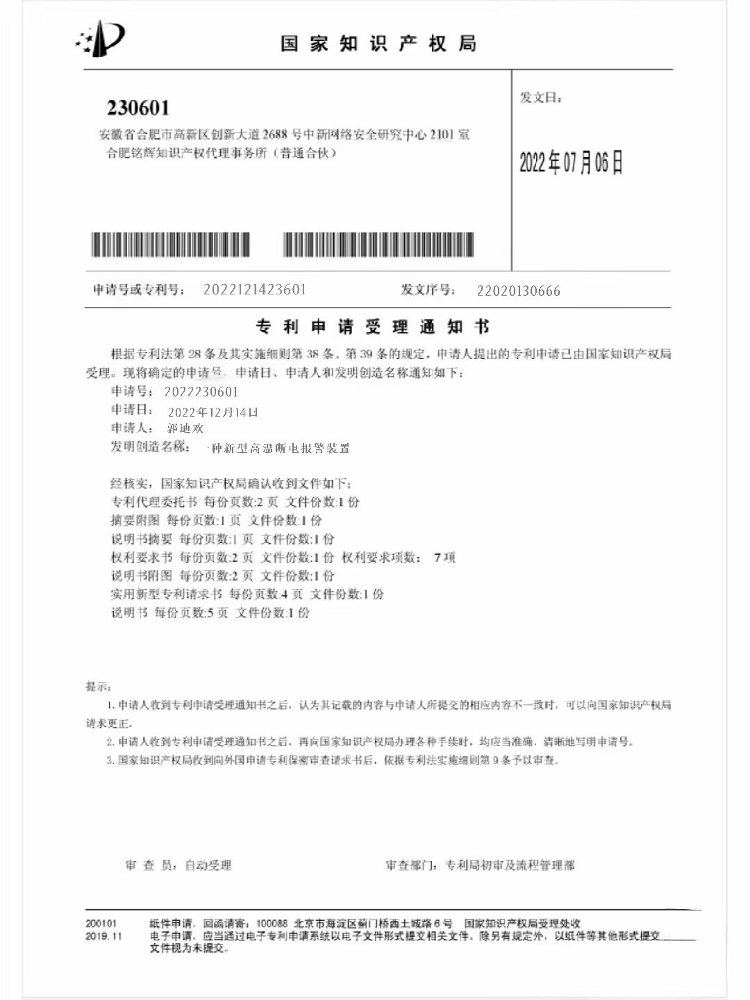 国家知识产权局
230601
安徽省合肥市高新区创新大道2688号中新网络安全研究中心2101室
合肥铭辉知识产权代理事务所（普通合伙）
发文日：
2022年07月06日
申请号或专利号： 2022121423601 发文序号： 22020130666
专利申请受理通知书
根据专利法第28条及其实施细则第38条、第39条的规定，申请人提出的专利申请已由国家知识产权局
受理。现将确定的申请号、申请日、申请人和发明创造名称通知如下：
申请号： 2022230601
申请日： 2022年12月14日
申请人： 郭迪欢
发明创造名称： 一种新型高温断电报警装置
经核实，国家知识产权局确认收到文件如下：
专利代理委托书 每份页数:2 页 文件份数:1 份
摘要附图 每份页数:1 页 文件份数:1 份
说明书摘要 每份页数:1 页 文件份数:1 份
权利要求书 每份页数:2 页 文件份数:1 份 权利要求项数： 7 项
说明书附图 每份页数:2 页 文件份数:1 份
实用新型专利请求书 每份页数:4 页 文件份数:1 份
说明书 每份页数:5 页 文件份数:1 份
提示：
1. 申请人收到专利申请受理通知书之后，认为其记载的内容与申请人所提交的相应内容不一致时，可以向国家知识产权局
请求更正。
2. 申请人收到专利申请受理通知书之后，再向国家知识产权局办理各种手续时，均应当准确、清晰地写明申请号。
3. 国家知识产权局收到向外国申请专利保密审查请求书后，依据专利法实施细则第9条予以审查。
审 查 员：自动受理 审查部门：专利局初审及流程管理部
200101 纸件申请，回函请寄：100088 北京市海淀区蓟门桥西土城路6号 国家知识产权局受理处收
2019.11 电子申请，应当通过电子专利申请系统以电子文件形式提交相关文件。除另有规定外，以纸件等其他形式提交
文件视为未提交。